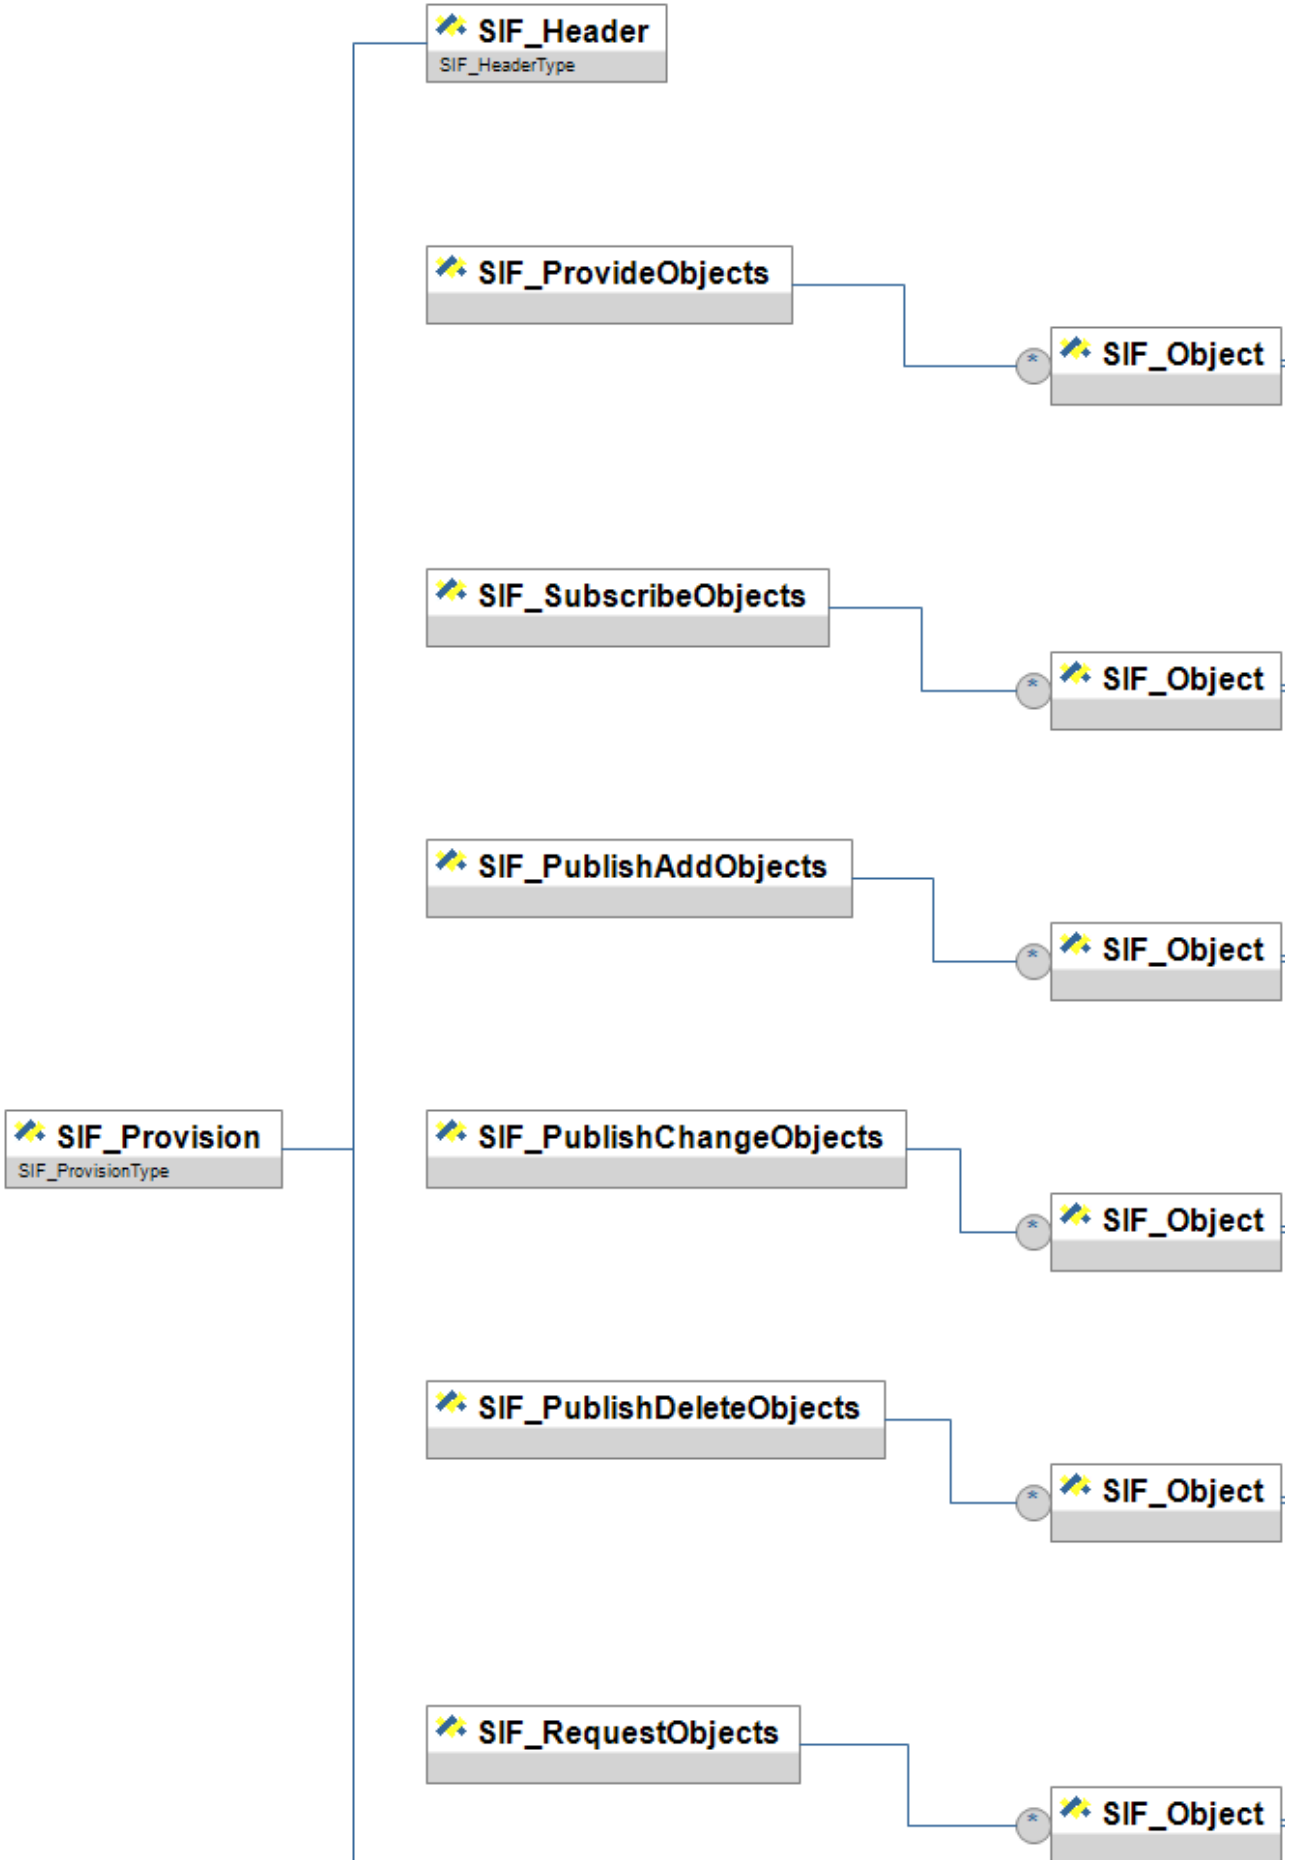 SIF_Header
SIF_HeaderType
SIF_ProvideObjects
*
SIF_Object
SIF_SubscribeObjects
*
SIF_Object
SIF_PublishAddObjects
*
SIF_Object
SIF_Provision
SIF_ProvisionType
SIF_PublishChangeObjects
*
SIF_Object
SIF_PublishDeleteObjects
*
SIF_Object
SIF_RequestObjects
*
SIF_Object